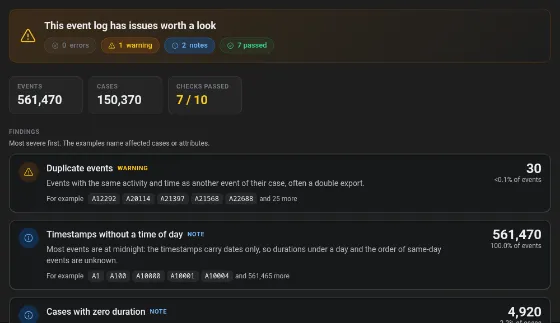 This event log has issues worth a look
0 errors
1 warning
2 notes
7 passed
EVENTS
561,470
CASES
150,370
CHECKS PASSED
7 / 10
FINDINGS
Most severe first. The examples name affected cases or attributes.
Duplicate events WARNING
30
Events with the same activity and time as another event of their case, often a double export.
<0.1% of events
For example A12292 A20114 A21397 A21568 A22688 and 25 more
Timestamps without a time of day NOTE
561,470
Most events are at midnight: the timestamps carry dates only, so durations under a day and the order of same-day
100.0% of events
events are unknown.
For example A1 A100 A10000 A10001 A10004 and 561,465 more
Cases with zero duration NOTE
4,920